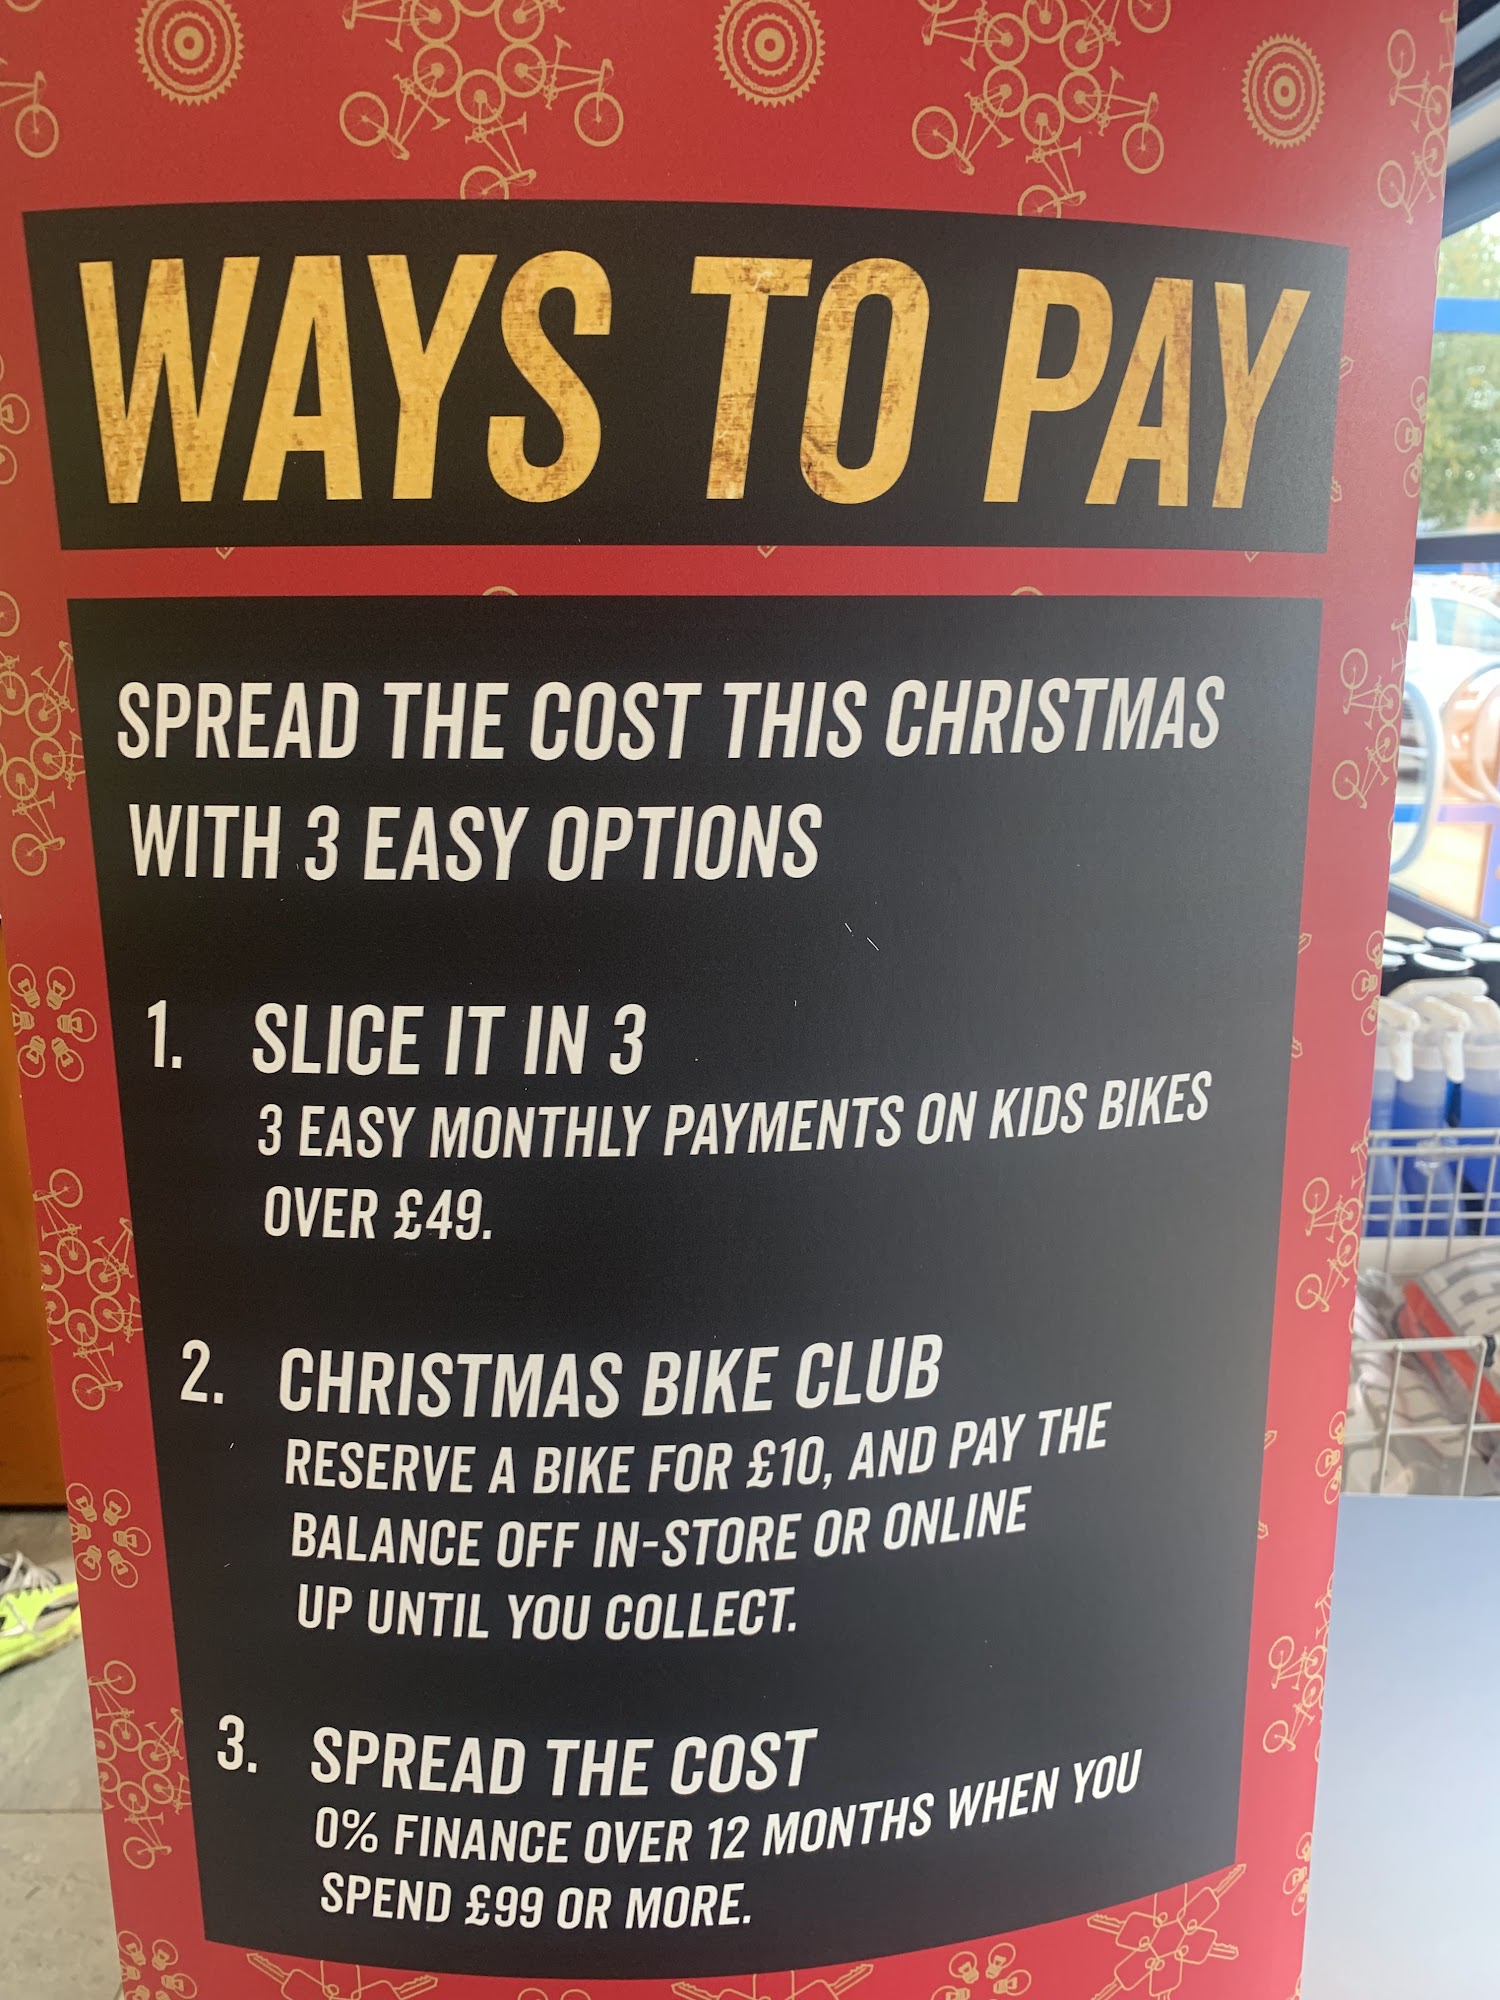 WAYS TO PAY
SPREAD THE COST THIS CHRISTMAS
WITH 3 EASY OPTIONS
1. SLICE IT IN 3
3 EASY MONTHLY PAYMENTS ON KIDS BIKES
OVER £49.
2. CHRISTMAS BIKE CLUB
RESERVE A BIKE FOR £10, AND PAY THE
BALANCE OFF IN-STORE OR ONLINE
UP UNTIL YOU COLLECT.
3. SPREAD THE COST
0% FINANCE OVER 12 MONTHS WHEN YOU
SPEND £99 OR MORE.